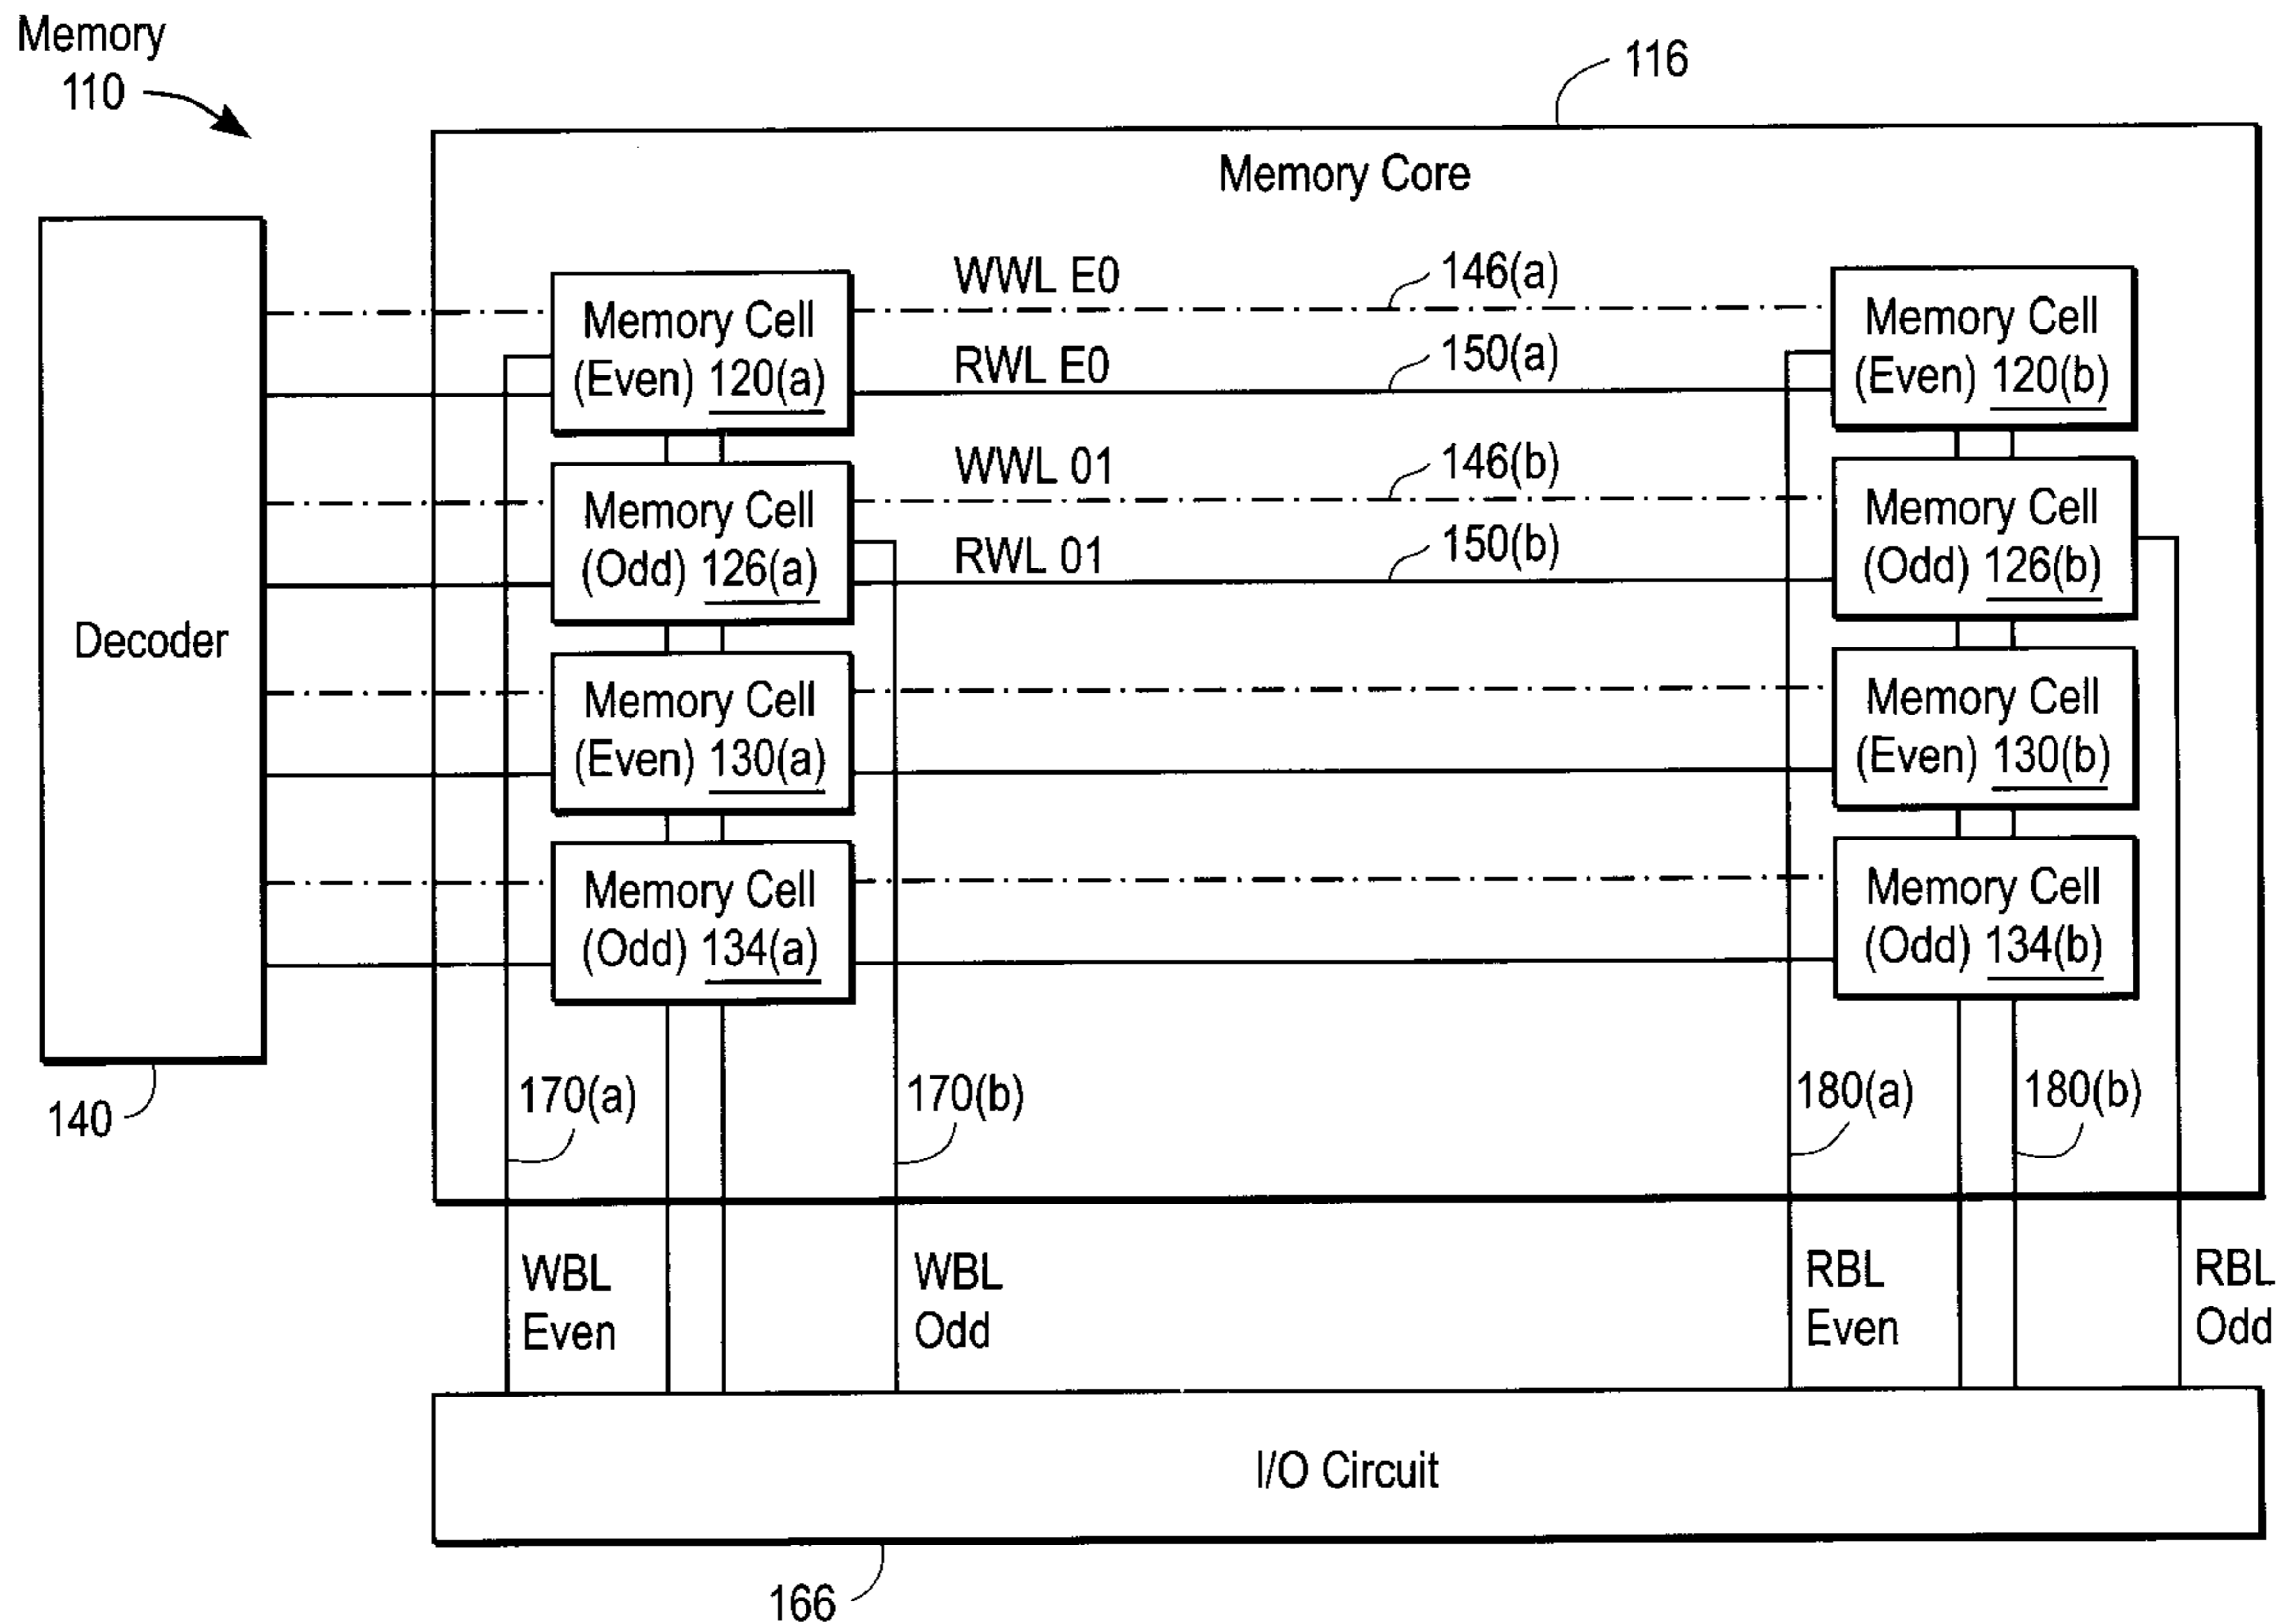 Memory
110
116
Memory Core
Decoder
140
Memory Cell
(Even) 120(a)
WWL E0
146(a)
RWL E0
150(a)
Memory Cell
(Even) 120(b)
Memory Cell
(Odd) 126(a)
WWL 01
146(b)
RWL 01
150(b)
Memory Cell
(Odd) 126(b)
Memory Cell
(Even) 130(a)
Memory Cell
(Even) 130(b)
Memory Cell
(Odd) 134(a)
Memory Cell
(Odd) 134(b)
170(a)
170(b)
180(a)
180(b)
WBL
Even
WBL
Odd
RBL
Even
RBL
Odd
I/O Circuit
166